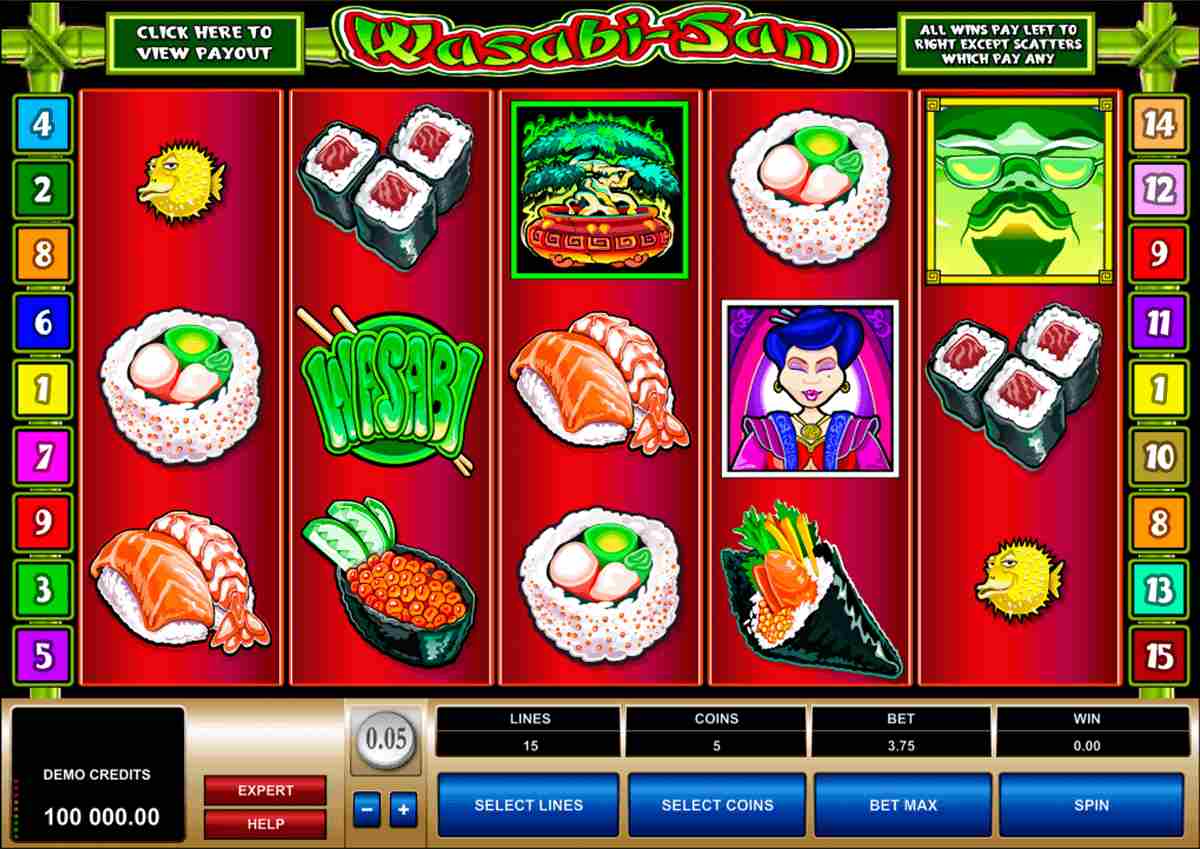 CLICK HERE TO
VIEW PAYOUT
Wasabi-San
ALL WINS PAY LEFT TO
RIGHT EXCEPT SCATTERS
WHICH PAY ANY
4
2
8
6
1
7
9
3
5
WASABI
14
12
9
11
1
10
8
13
15
DEMO CREDITS
100 000.00
EXPERT
HELP
0.05
-
+
LINES
15
COINS
5
BET
3.75
WIN
0.00
SELECT LINES
SELECT COINS
BET MAX
SPIN